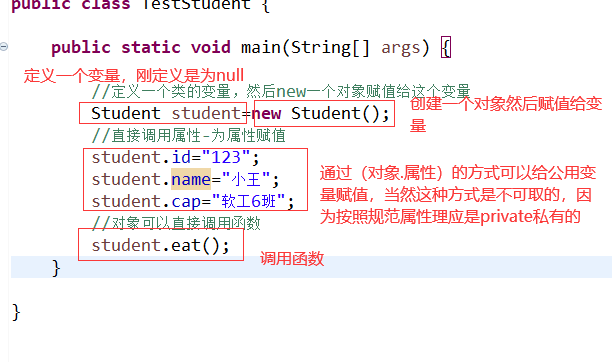 public class TestStudent {
public static void main(String[] args) {
定义一个变量，刚定义是为null
//定义一个类的变量，然后new一个对象赋值给这个变量
Student student=new Student();
创建一个对象然后赋值给变量
//直接调用属性-为属性赋值
student.id="123";
student.name="小王";
student.cap="软工6班";
通过（对象.属性）的方式可以给公用变
量赋值，当然这种方式是不可取的，因
为按照规范属性理应是private私有的
//对象可以直接调用函数
student.eat();
调用函数
}
}